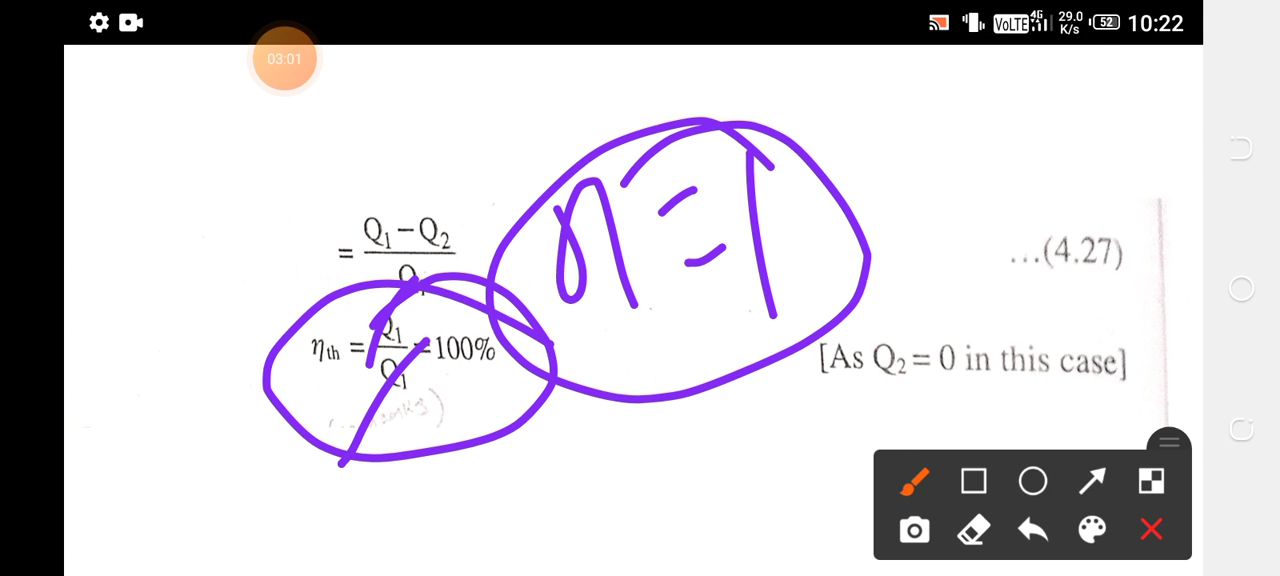 VoLTE 4G 29.0 K/s 52 10:22
03:01
η = 1
= Q₁ − Q₂ / Q₁ ...(4.27)
ηth = Q₁ / Q₁ = 100% [As Q₂ = 0 in this case]